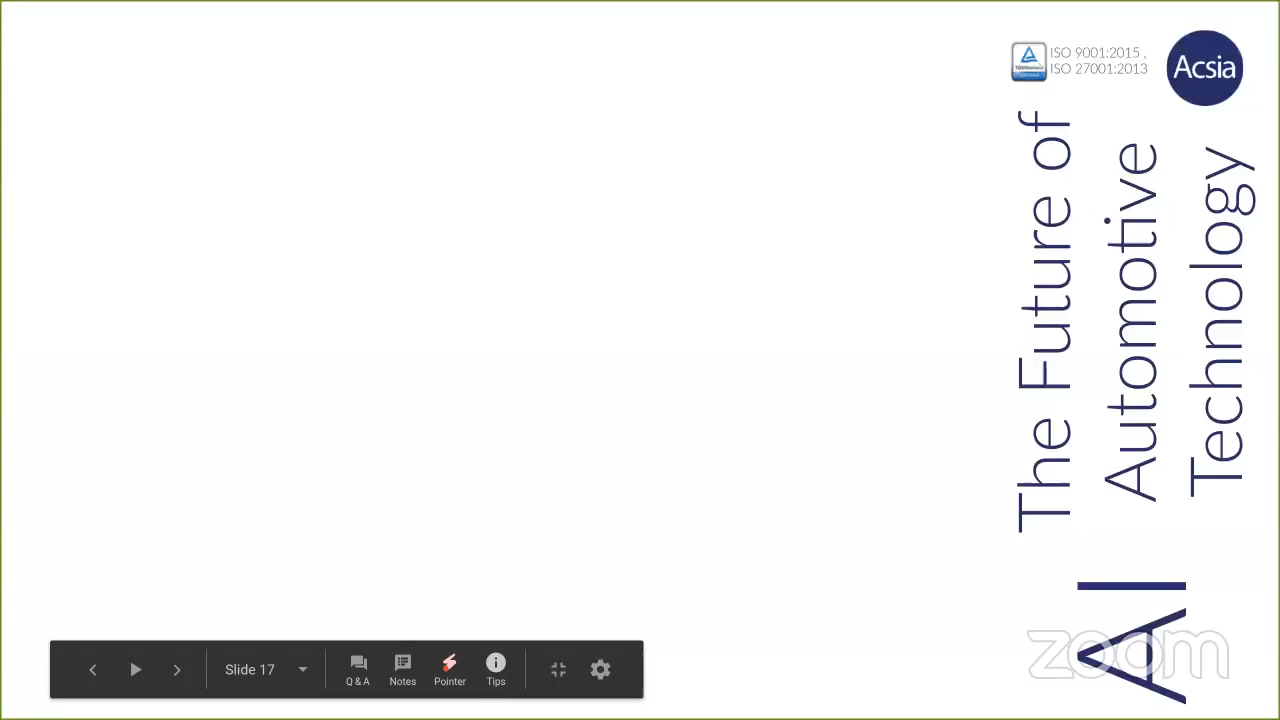 ISO 9001:2015 ,
ISO 27001:2013
Acsia
AI
The Future of
Automotive
Technology
zoom
Slide 17
Q & A
Notes
Pointer
Tips